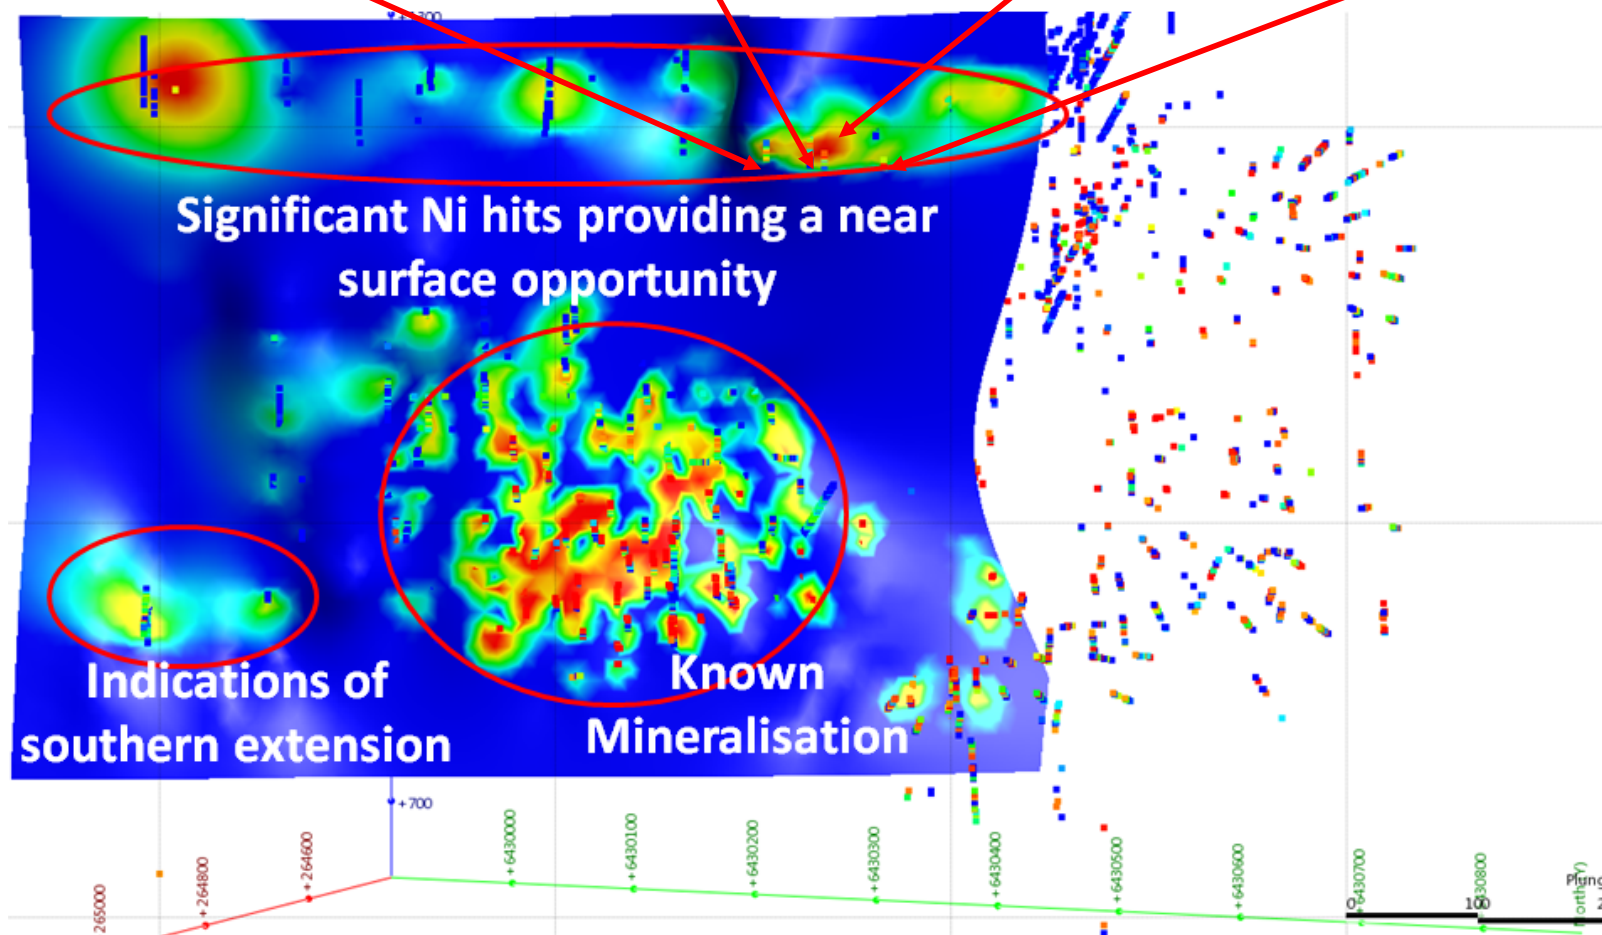 +1300
Significant Ni hits providing a near
surface opportunity
Known
Mineralisation
Indications of
southern extension
+700
265000
+264800
+264600
+6430000
+6430100
+6430200
+6430300
+6430400
+6430500
+6430600
+6430700
6430800
0
100